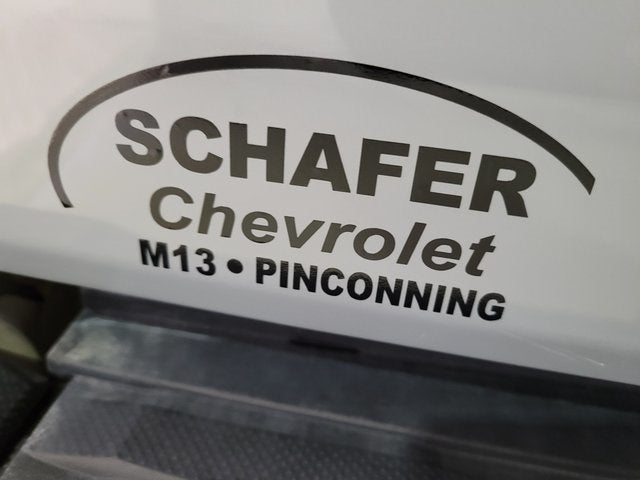 SCHAFER
Chevrolet
M13 • PINCONNING